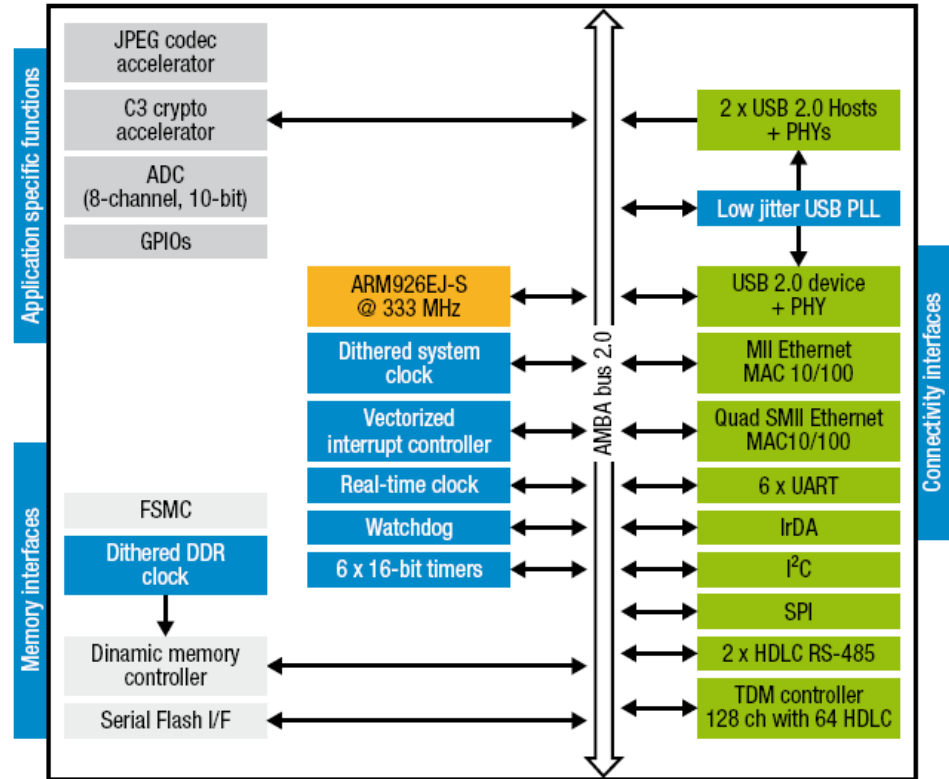 Application specific functions
JPEG codec
accelerator
C3 crypto
accelerator
ADC
(8-channel, 10-bit)
GPIOs
Memory interfaces
FSMC
Dithered DDR
clock
Dinamic memory
controller
Serial Flash I/F
ARM926EJ-S
@ 333 MHz
Dithered system
clock
Vectorized
interrupt controller
Real-time clock
Watchdog
6 x 16-bit timers
AMBA bus 2.0
2 x USB 2.0 Hosts
+ PHYs
Low jitter USB PLL
USB 2.0 device
+ PHY
MII Ethernet
MAC 10/100
Quad SMII Ethernet
MAC10/100
6 x UART
IrDA
I²C
SPI
2 x HDLC RS-485
TDM controller
128 ch with 64 HDLC
Connectivity interfaces